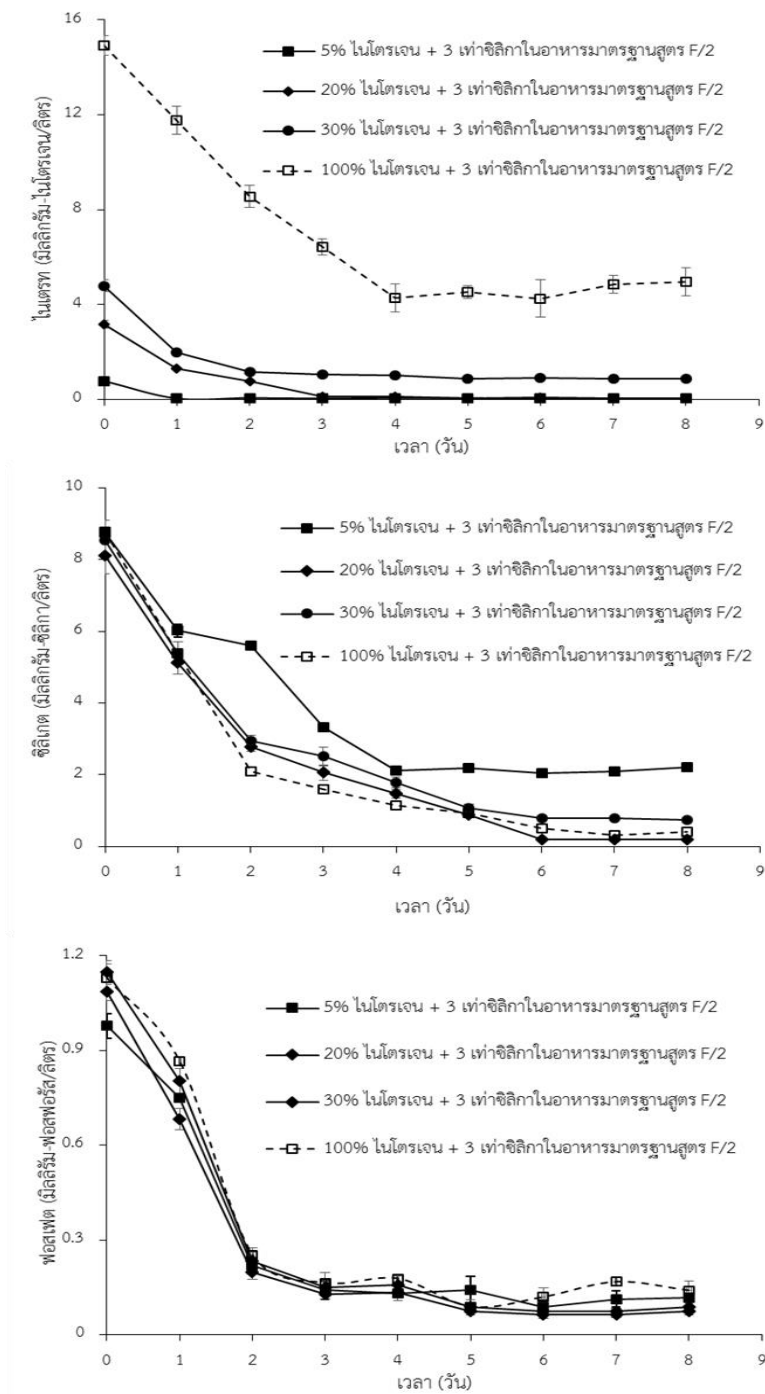 16
12
8
4
0
ไนเตรท (มิลลิกรัม-ไนโตรเจน/ลิตร)
5% ไนโตรเจน + 3 เท่าซิลิกาในอาหารมาตรฐานสูตร F/2
20% ไนโตรเจน + 3 เท่าซิลิกาในอาหารมาตรฐานสูตร F/2
30% ไนโตรเจน + 3 เท่าซิลิกาในอาหารมาตรฐานสูตร F/2
100% ไนโตรเจน + 3 เท่าซิลิกาในอาหารมาตรฐานสูตร F/2
0 1 2 3 4 5 6 7 8 9
เวลา (วัน)
10
8
6
4
2
0
ซิลิเกต (มิลลิกรัม-ซิลิกา/ลิตร)
5% ไนโตรเจน + 3 เท่าซิลิกาในอาหารมาตรฐานสูตร F/2
20% ไนโตรเจน + 3 เท่าซิลิกาในอาหารมาตรฐานสูตร F/2
30% ไนโตรเจน + 3 เท่าซิลิกาในอาหารมาตรฐานสูตร F/2
100% ไนโตรเจน + 3 เท่าซิลิกาในอาหารมาตรฐานสูตร F/2
0 1 2 3 4 5 6 7 8 9
เวลา (วัน)
1.2
0.9
0.6
0.3
0
ฟอสเฟต (มิลลิรัม-ฟอสฟอรัส/ลิตร)
5% ไนโตรเจน + 3 เท่าซิลิกาในอาหารมาตรฐานสูตร F/2
20% ไนโตรเจน + 3 เท่าซิลิกาในอาหารมาตรฐานสูตร F/2
30% ไนโตรเจน + 3 เท่าซิลิกาในอาหารมาตรฐานสูตร F/2
100% ไนโตรเจน + 3 เท่าซิลิกาในอาหารมาตรฐานสูตร F/2
0 1 2 3 4 5 6 7 8 9
เวลา (วัน)